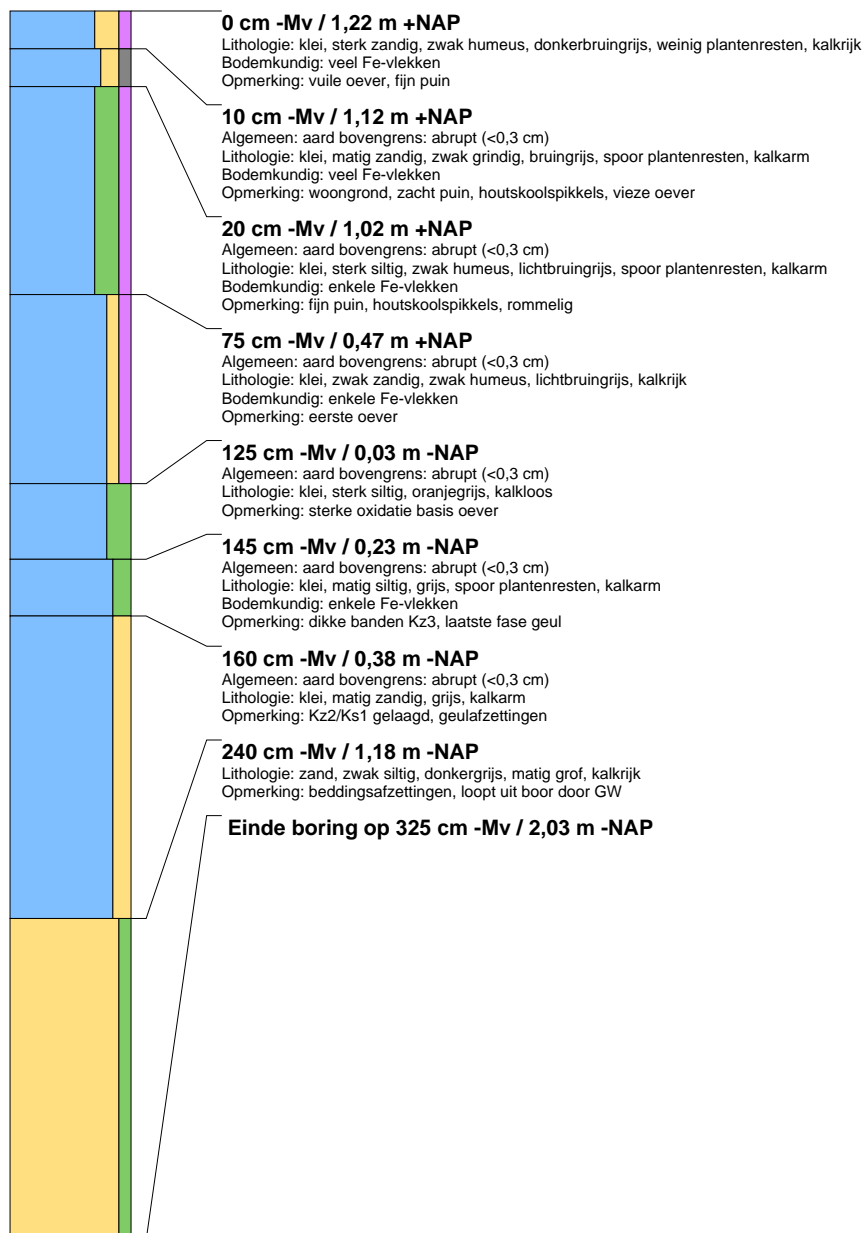 0 cm -Mv / 1,22 m +NAP
Lithologie: klei, sterk zandig, zwak humeus, donkerbruingrijs, weinig plantenresten, kalkrijk
Bodemkundig: veel Fe-vlekken
Opmerking: vuile oever, fijn puin
10 cm -Mv / 1,12 m +NAP
Algemeen: aard bovengrens: abrupt (<0,3 cm)
Lithologie: klei, matig zandig, zwak grindig, bruingrijs, spoor plantenresten, kalkarm
Bodemkundig: veel Fe-vlekken
Opmerking: woongrond, zacht puin, houtskoolspikkels, vieze oever
20 cm -Mv / 1,02 m +NAP
Algemeen: aard bovengrens: abrupt (<0,3 cm)
Lithologie: klei, sterk siltig, zwak humeus, lichtbruingrijs, spoor plantenresten, kalkarm
Bodemkundig: enkele Fe-vlekken
Opmerking: fijn puin, houtskoolspikkels, rommelig
75 cm -Mv / 0,47 m +NAP
Algemeen: aard bovengrens: abrupt (<0,3 cm)
Lithologie: klei, zwak zandig, zwak humeus, lichtbruingrijs, kalkrijk
Bodemkundig: enkele Fe-vlekken
Opmerking: eerste oever
125 cm -Mv / 0,03 m -NAP
Algemeen: aard bovengrens: abrupt (<0,3 cm)
Lithologie: klei, sterk siltig, oranjegrijs, kalkloos
Opmerking: sterke oxidatie basis oever
145 cm -Mv / 0,23 m -NAP
Algemeen: aard bovengrens: abrupt (<0,3 cm)
Lithologie: klei, matig siltig, grijs, spoor plantenresten, kalkarm
Bodemkundig: enkele Fe-vlekken
Opmerking: dikke banden Kz3, laatste fase geul
160 cm -Mv / 0,38 m -NAP
Algemeen: aard bovengrens: abrupt (<0,3 cm)
Lithologie: klei, matig zandig, grijs, kalkarm
Opmerking: Kz2/Ks1 gelaagd, geulafzettingen
240 cm -Mv / 1,18 m -NAP
Lithologie: zand, zwak siltig, donkergrijs, matig grof, kalkrijk
Opmerking: beddingsafzettingen, loopt uit boor door GW
Einde boring op 325 cm -Mv / 2,03 m -NAP